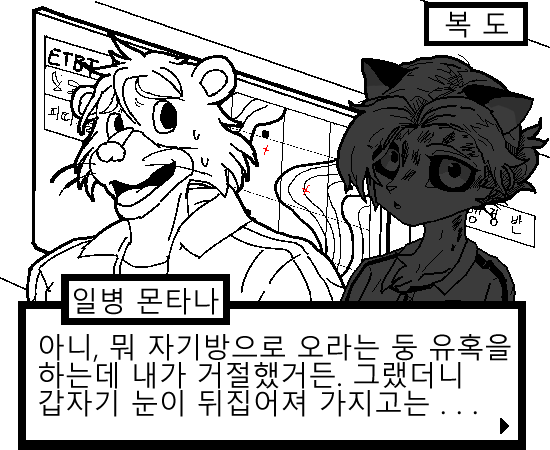 복 도
ETBT
일병 몬타나
아니, 뭐 자기방으로 오라는 둥 유혹을
하는데 내가 거절했거든. 그랬더니
갑자기 눈이 뒤집어져 가지고는 . . .